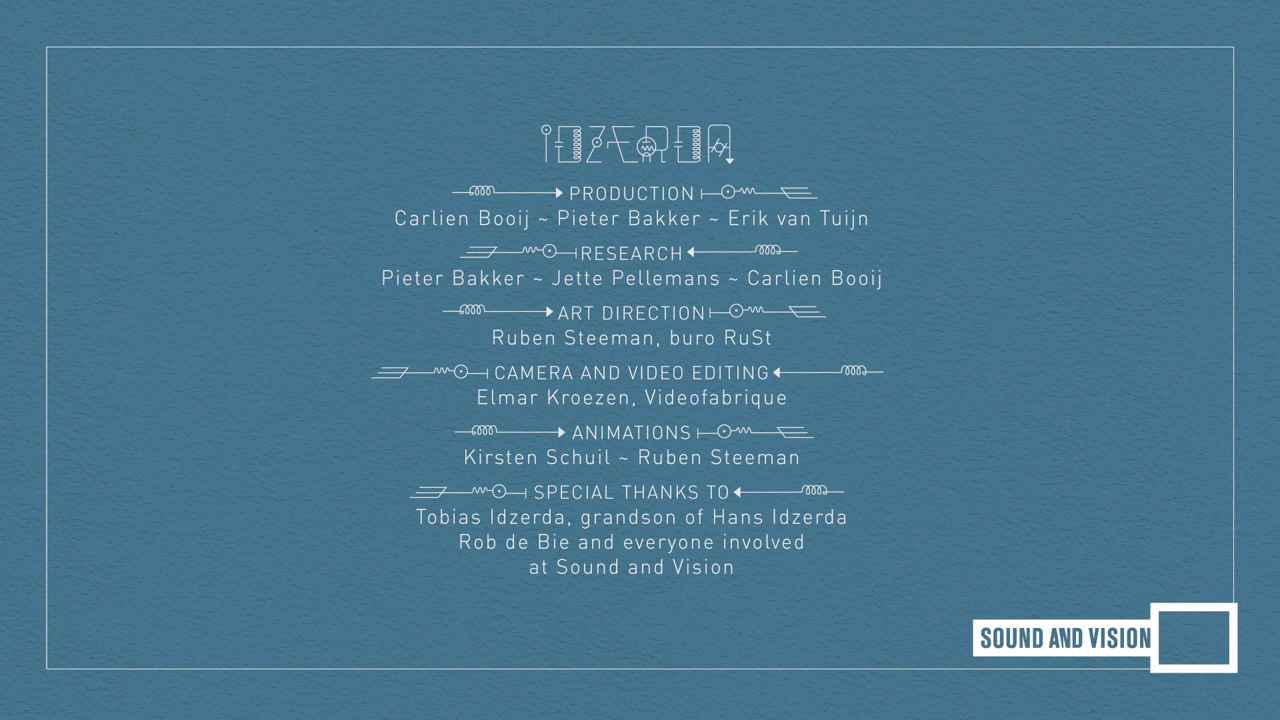 IDZERDA
PRODUCTION
Carlien Booij ~ Pieter Bakker ~ Erik van Tuijn
RESEARCH
Pieter Bakker ~ Jette Pellemans ~ Carlien Booij
ART DIRECTION
Ruben Steeman, buro RuSt
CAMERA AND VIDEO EDITING
Elmar Kroezen, Videofabrique
ANIMATIONS
Kirsten Schuil ~ Ruben Steeman
SPECIAL THANKS TO
Tobias Idzerda, grandson of Hans Idzerda
Rob de Bie and everyone involved
at Sound and Vision
SOUND AND VISION